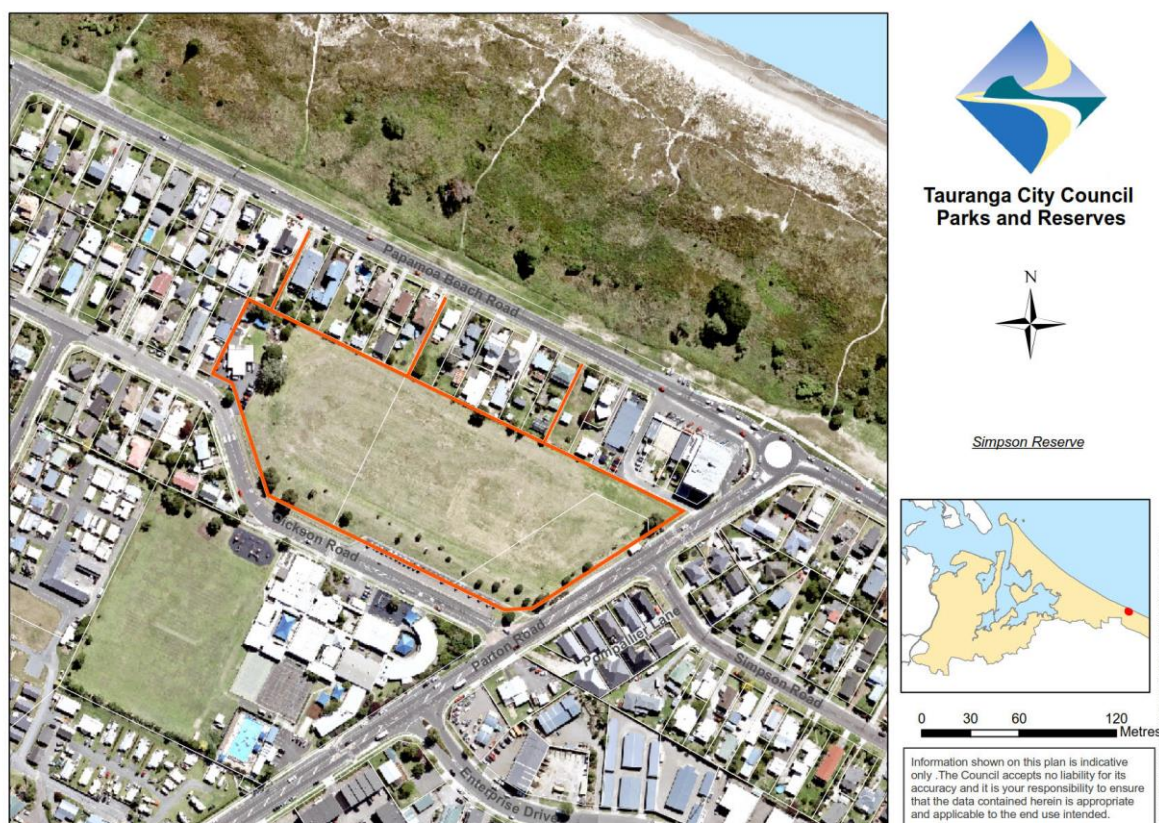 Papamoa Beach Road
Dickson Road
Parton Road
Pompallier Lane
Simpson Road
Enterprise Drive
Tauranga City Council
Parks and Reserves
N
Simpson Reserve
0 30 60 120
Metres
Information shown on this plan is indicative
only .The Council accepts no liability for its
accuracy and it is your responsibility to ensure
that the data contained herein is appropriate
and applicable to the end use intended.